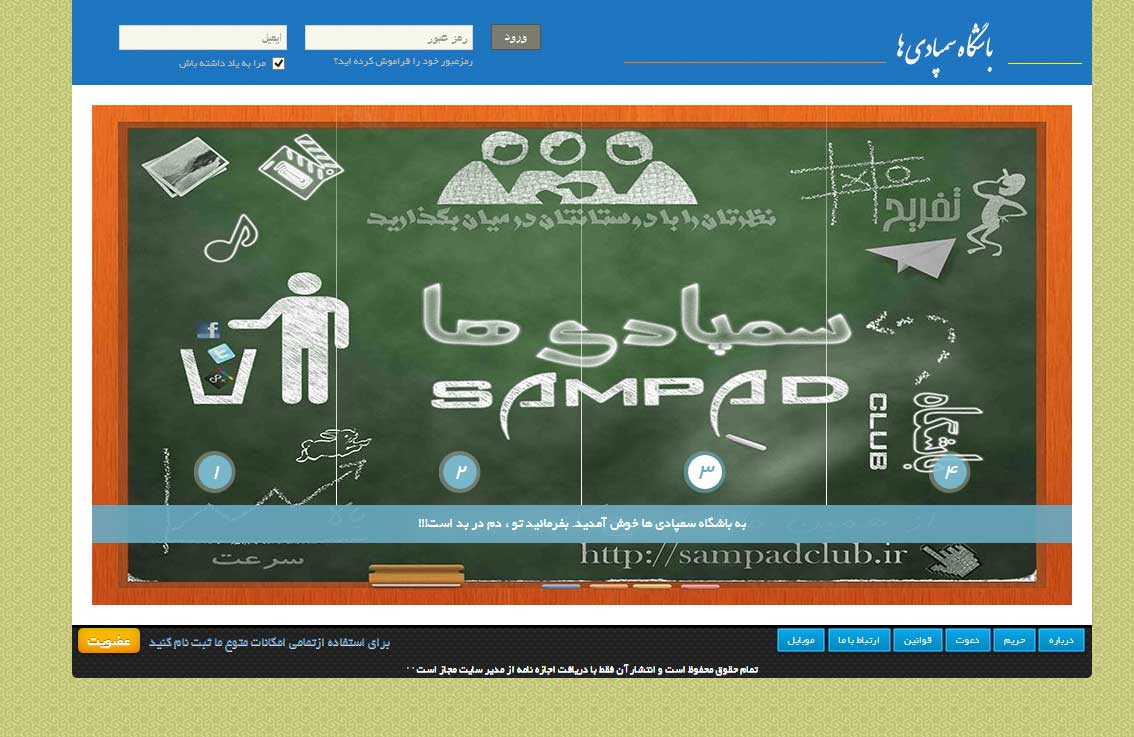 باشگاه سمپادی ها
ورود
رمز عبور
ایمیل
رمزعبور خود را فراموش کرده اید؟
مرا به یاد داشته باش
نظرتان را با دوستانتان در میان بگذارید
تفریح
سمپادی ها
SAMPAD
باشگاه
CLUB
۱
۲
۳
۴
به باشگاه سمپادی ها خوش آمدید. بفرمائید تو ، دم در بد است!!!
سرعت
http://sampadclub.ir
درباره
حریم
دعوت
قوانین
ارتباط با ما
موبایل
برای استفاده ازتمامی امکانات متوع ما ثبت نام کنید
عضویت
تمام حقوق محفوظ است و انتشار آن فقط با دریافت اجازه نامه از مدیر سایت مجاز است